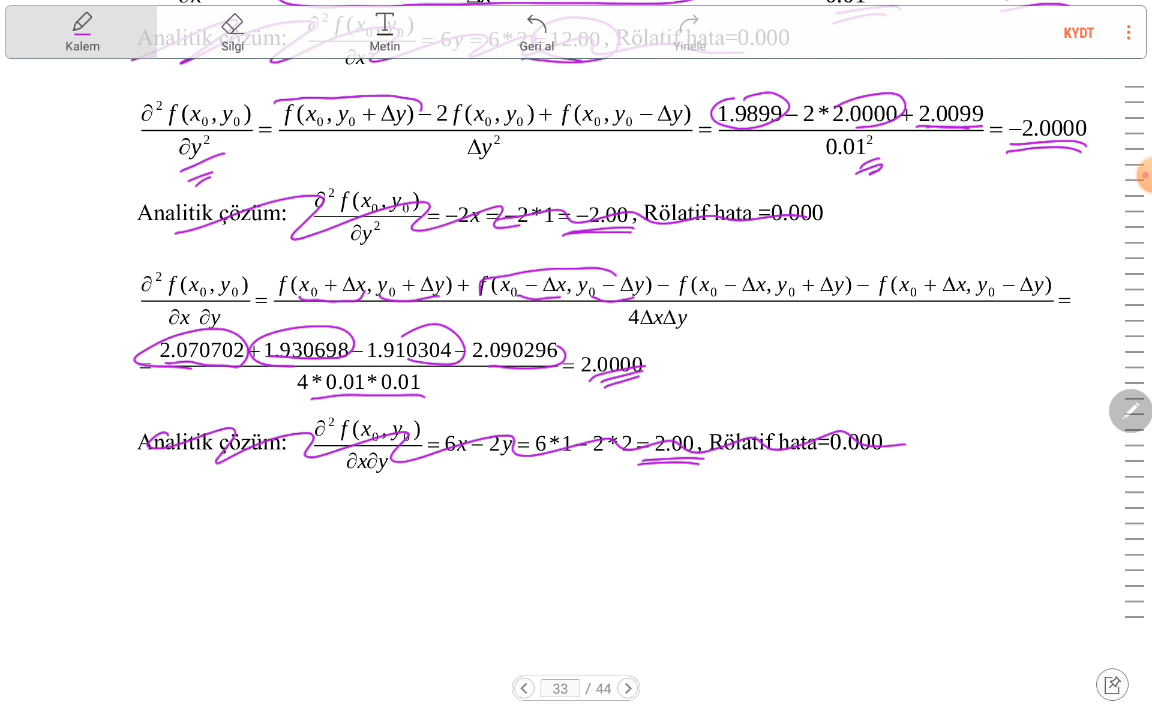 ∂x Δx 0.01
Kalem Silgi Metin Geri al Yinele KYDT
Analitik çözüm: ∂²f(x₀, y₀)/∂x² = 6y = 6*2 = 12.00, Rölatif hata=0.000
∂²f(x₀, y₀)/∂y² = (f(x₀, y₀ + Δy) − 2f(x₀, y₀) + f(x₀, y₀ − Δy))/Δy² = (1.9899 − 2*2.0000 + 2.0099)/0.01² = −2.0000
Analitik çözüm: ∂²f(x₀, y₀)/∂y² = −2x = −2*1 = −2.00, Rölatif hata =0.000
∂²f(x₀, y₀)/∂x ∂y = (f(x₀ + Δx, y₀ + Δy) + f(x₀ − Δx, y₀ − Δy) − f(x₀ − Δx, y₀ + Δy) − f(x₀ + Δx, y₀ − Δy))/4ΔxΔy =
= (2.070702 + 1.930698 − 1.910304 − 2.090296)/(4*0.01*0.01) = 2.0000
Analitik çözüm: ∂²f(x₀, y₀)/∂x∂y = 6x − 2y = 6*1 − 2*2 = 2.00, Rölatif hata=0.000
33 / 44